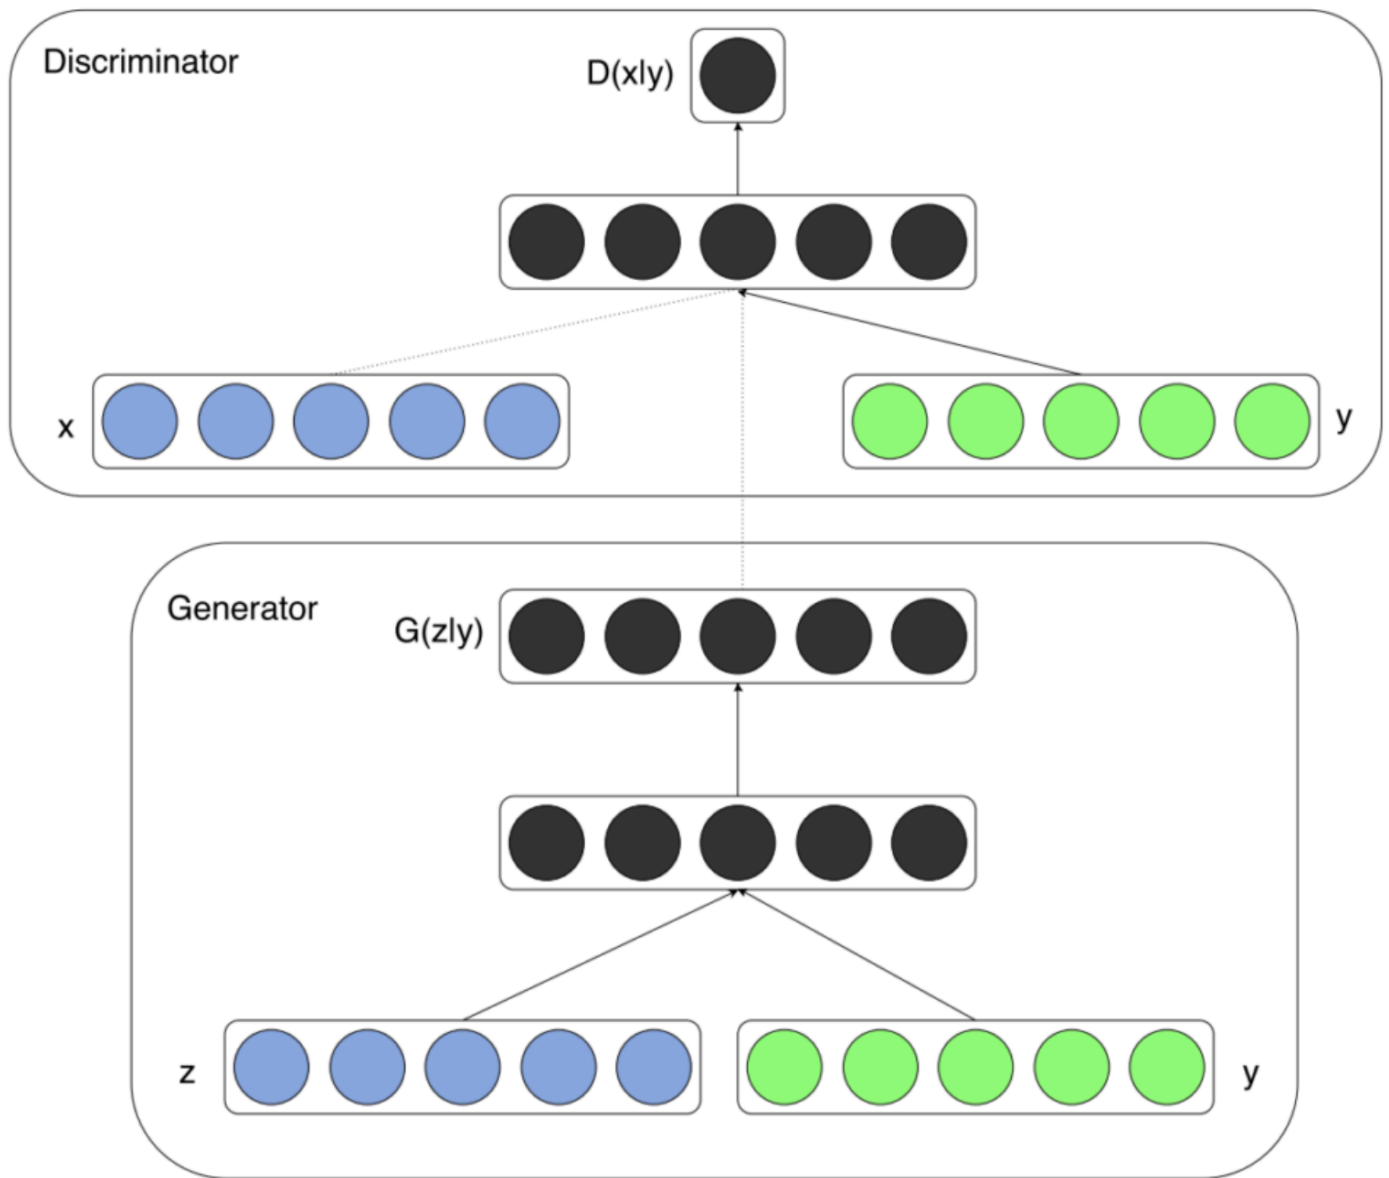 Discriminator
D(x|y)
x
y
Generator
G(z|y)
z
y